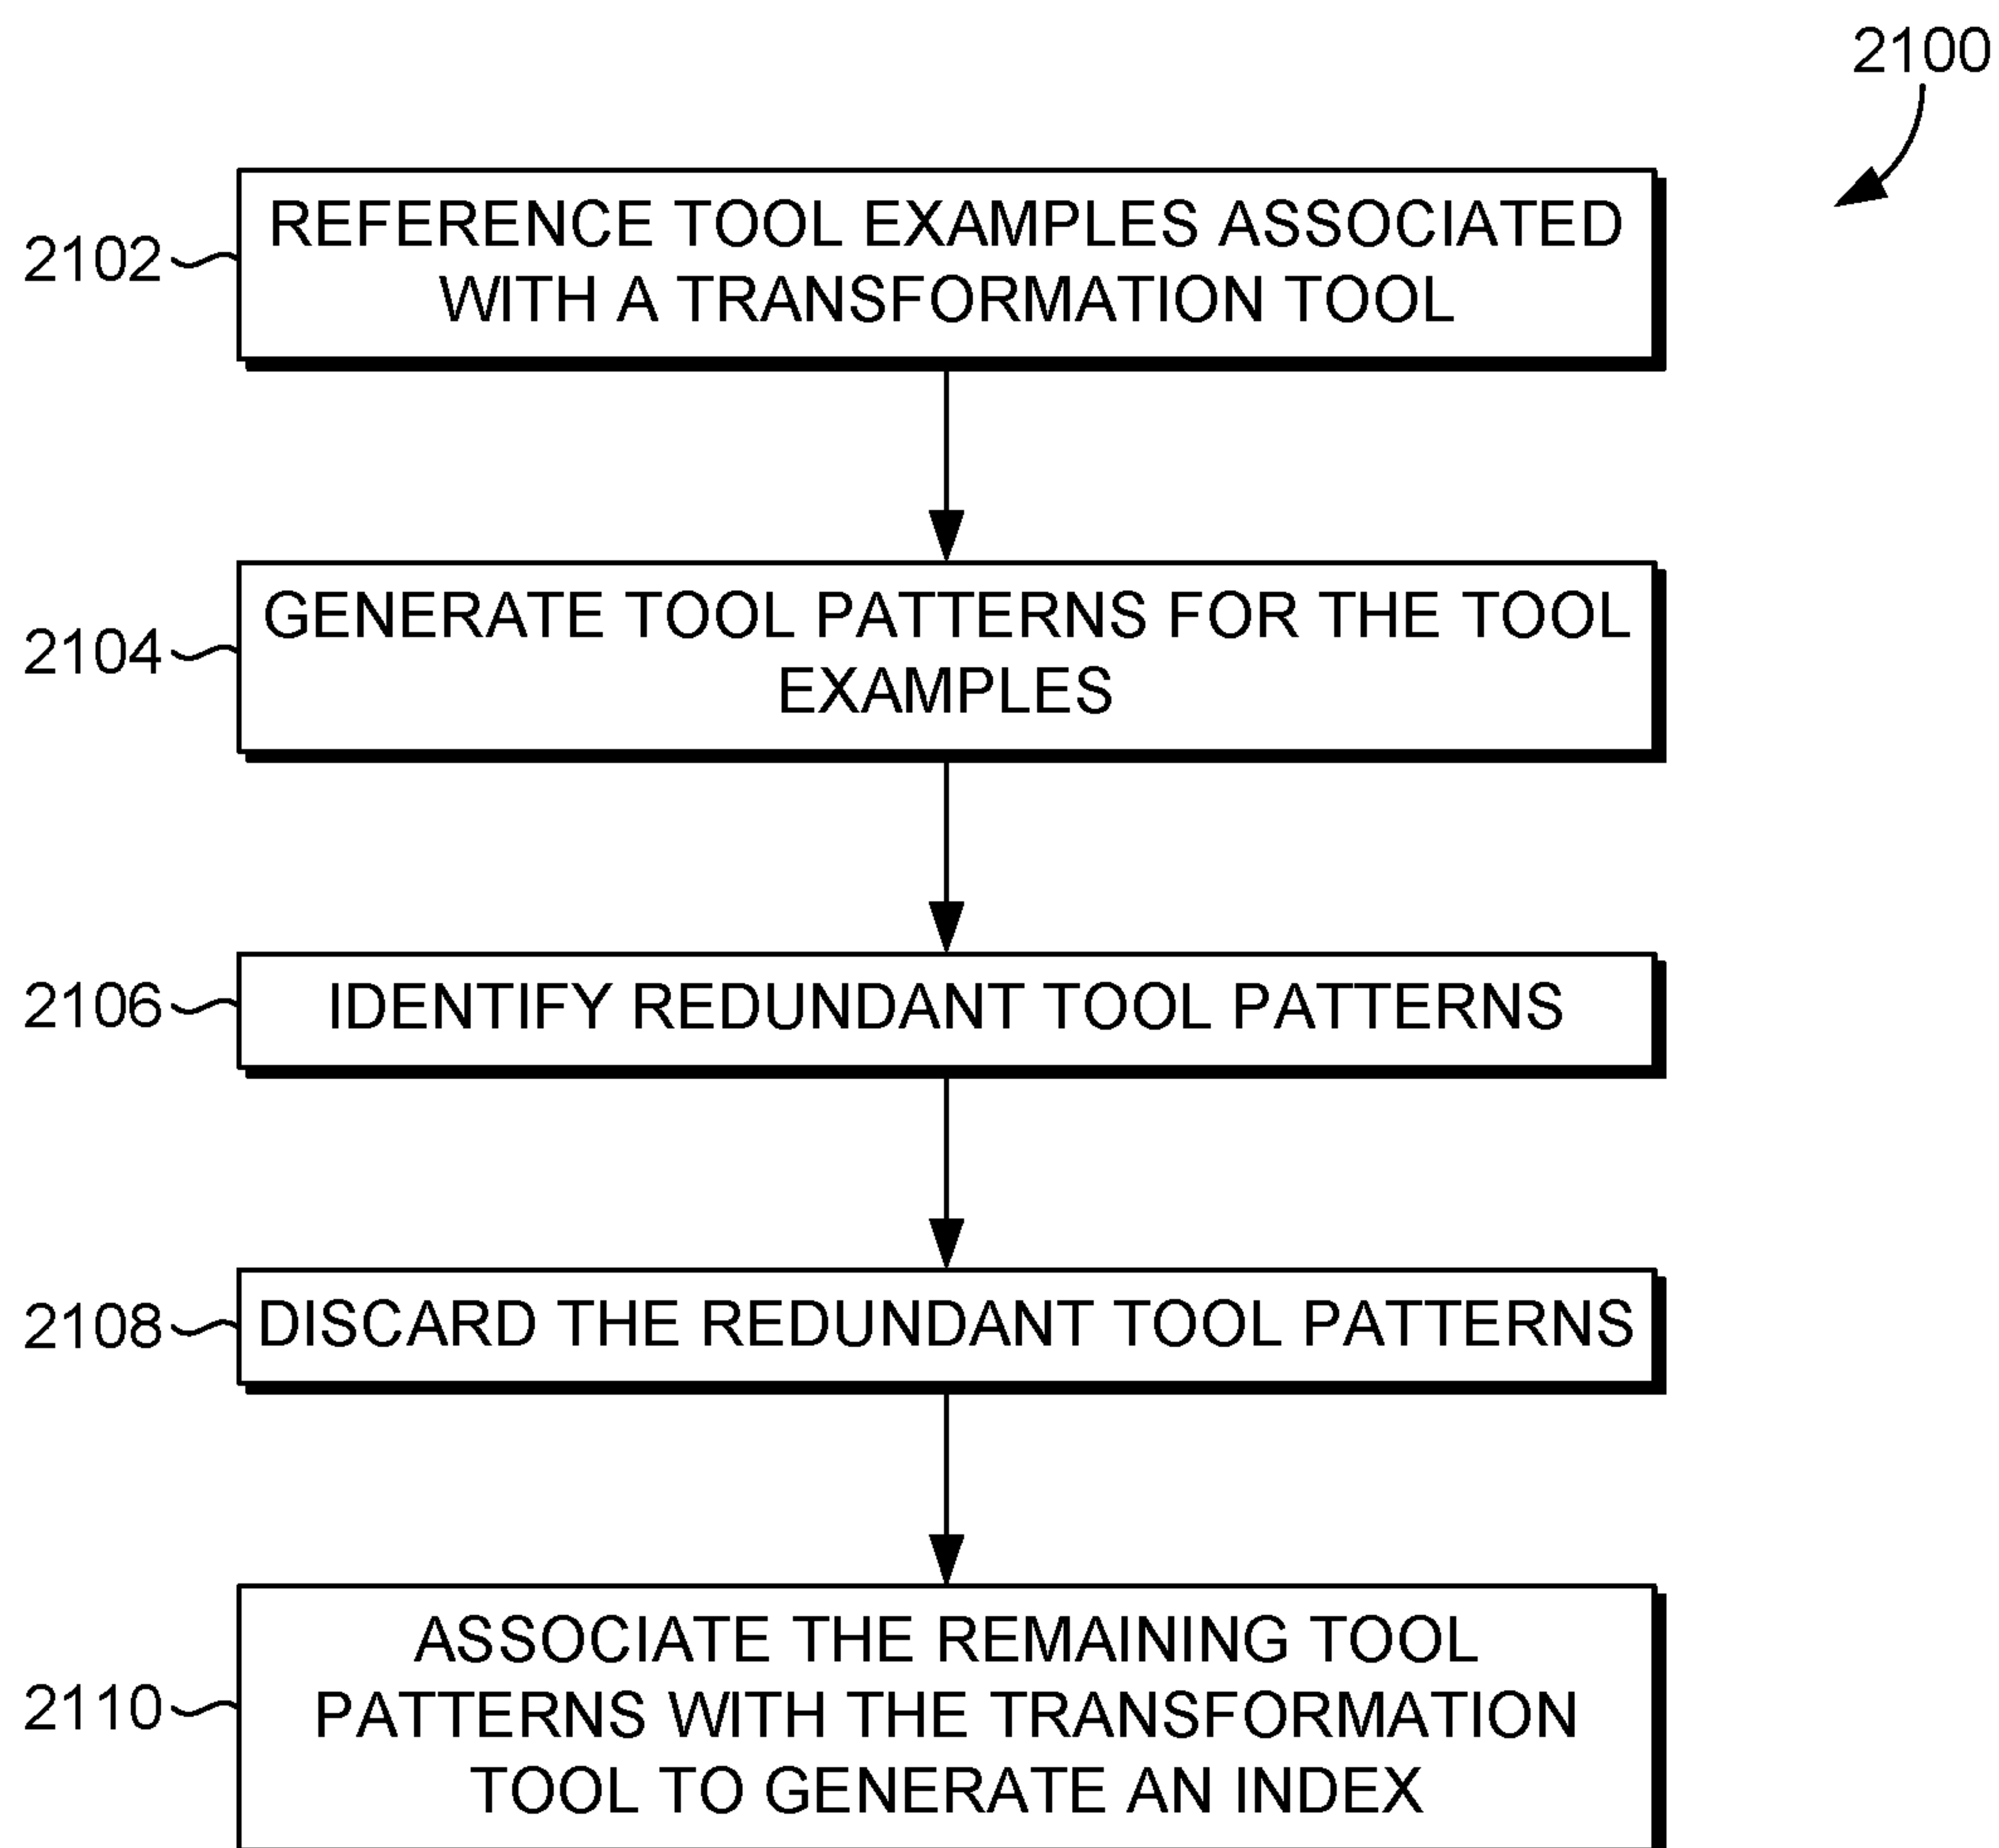 2100
2102
REFERENCE TOOL EXAMPLES ASSOCIATED
WITH A TRANSFORMATION TOOL
2104
GENERATE TOOL PATTERNS FOR THE TOOL
EXAMPLES
2106
IDENTIFY REDUNDANT TOOL PATTERNS
2108
DISCARD THE REDUNDANT TOOL PATTERNS
2110
ASSOCIATE THE REMAINING TOOL
PATTERNS WITH THE TRANSFORMATION
TOOL TO GENERATE AN INDEX